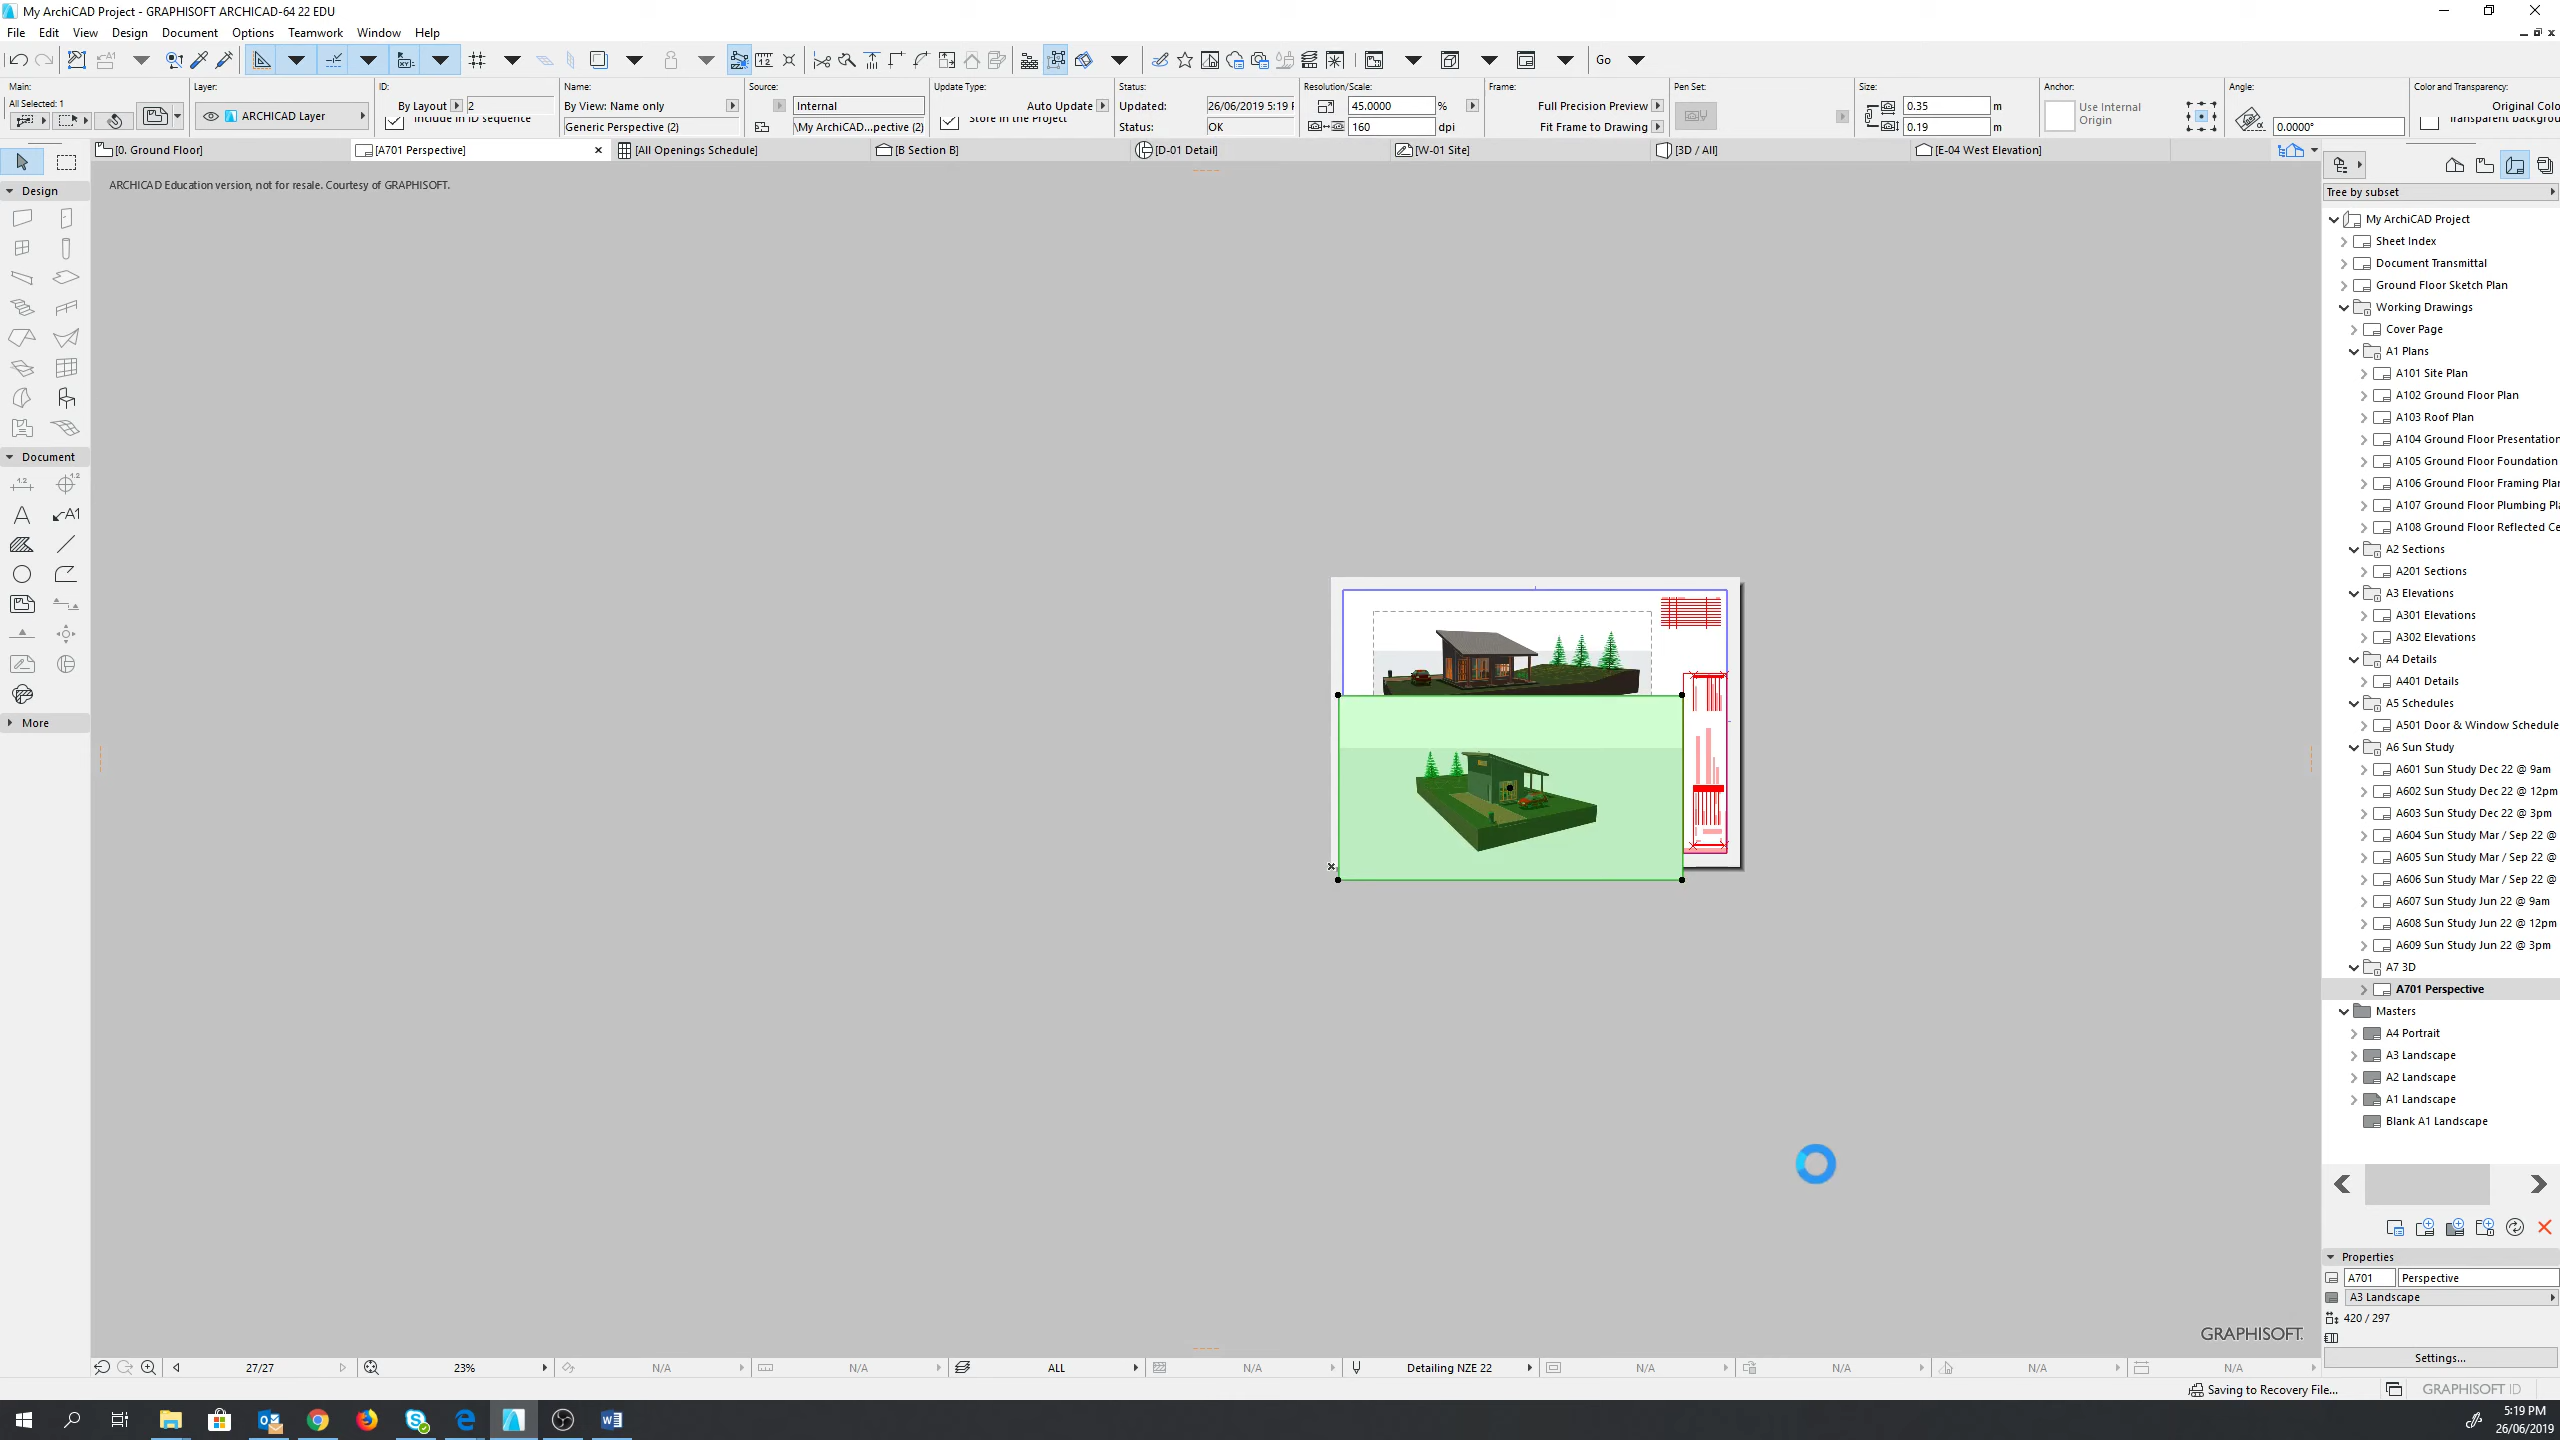 My ArchiCAD Project - GRAPHISOFT ARCHICAD-64 22 EDU
File Edit View Design Document Options Teamwork Window Help
Go
Main:
All Selected: 1
Layer:
ARCHICAD Layer
ID:
By Layout 2
Include in ID sequence
Name:
By View: Name only
Generic Perspective (2)
Source:
Internal
\My ArchiCAD...pective (2)
Update Type:
Auto Update
Store in the Project
Status:
Updated: 26/06/2019 5:19 P
Status: OK
Resolution/Scale:
45.0000 %
160 dpi
Frame:
Full Precision Preview
Fit Frame to Drawing
Pen Set:
Size:
0.35 m
0.19 m
Anchor:
Use Internal
Origin
Angle:
0.0000°
Color and Transparency:
Original Colo
Transparent backgrou
[0. Ground Floor] [A701 Perspective] [All Openings Schedule] [B Section B] [D-01 Detail] [W-01 Site] [3D / All] [E-04 West Elevation]
ARCHICAD Education version, not for resale. Courtesy of GRAPHISOFT.
Design
Document
More
Tree by subset
My ArchiCAD Project
Sheet Index
Document Transmittal
Ground Floor Sketch Plan
Working Drawings
Cover Page
A1 Plans
A101 Site Plan
A102 Ground Floor Plan
A103 Roof Plan
A104 Ground Floor Presentation
A105 Ground Floor Foundation
A106 Ground Floor Framing Plan
A107 Ground Floor Plumbing Pla
A108 Ground Floor Reflected Ce
A2 Sections
A201 Sections
A3 Elevations
A301 Elevations
A302 Elevations
A4 Details
A401 Details
A5 Schedules
A501 Door & Window Schedule
A6 Sun Study
A601 Sun Study Dec 22 @ 9am
A602 Sun Study Dec 22 @ 12pm
A603 Sun Study Dec 22 @ 3pm
A604 Sun Study Mar / Sep 22 @
A605 Sun Study Mar / Sep 22 @
A606 Sun Study Mar / Sep 22 @
A607 Sun Study Jun 22 @ 9am
A608 Sun Study Jun 22 @ 12pm
A609 Sun Study Jun 22 @ 3pm
A7 3D
A701 Perspective
Masters
A4 Portrait
A3 Landscape
A2 Landscape
A1 Landscape
Blank A1 Landscape
Properties
A701 Perspective
A3 Landscape
420 / 297
Settings...
GRAPHISOFT.
27/27 23% N/A N/A ALL N/A Detailing NZE 22 N/A N/A N/A N/A
Saving to Recovery File... GRAPHISOFT ID
5:19 PM
26/06/2019